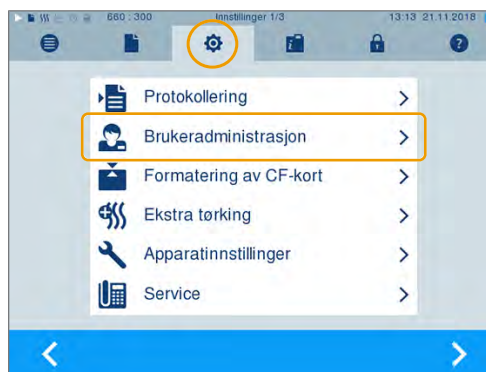 660 : 300 Innstillinger 1/3 13:13 21.11.2018
Protokollering
Brukeradministrasjon
Formatering av CF-kort
Ekstra tørking
Apparatinnstillinger
Service